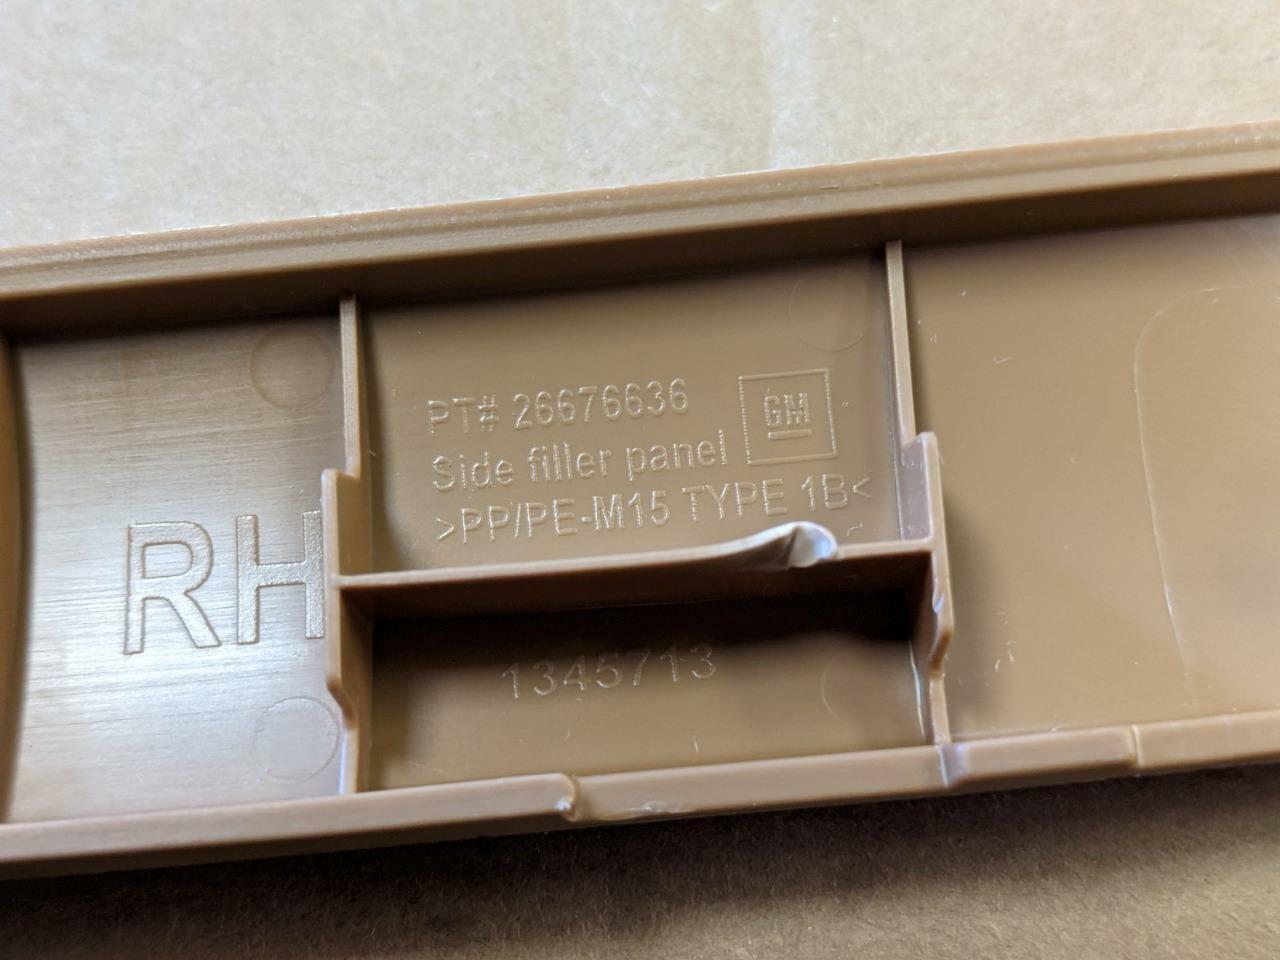 PT# 26676636
GM
Side filler panel
>PP/PE-M15 TYPE 1B<
RH
1345713